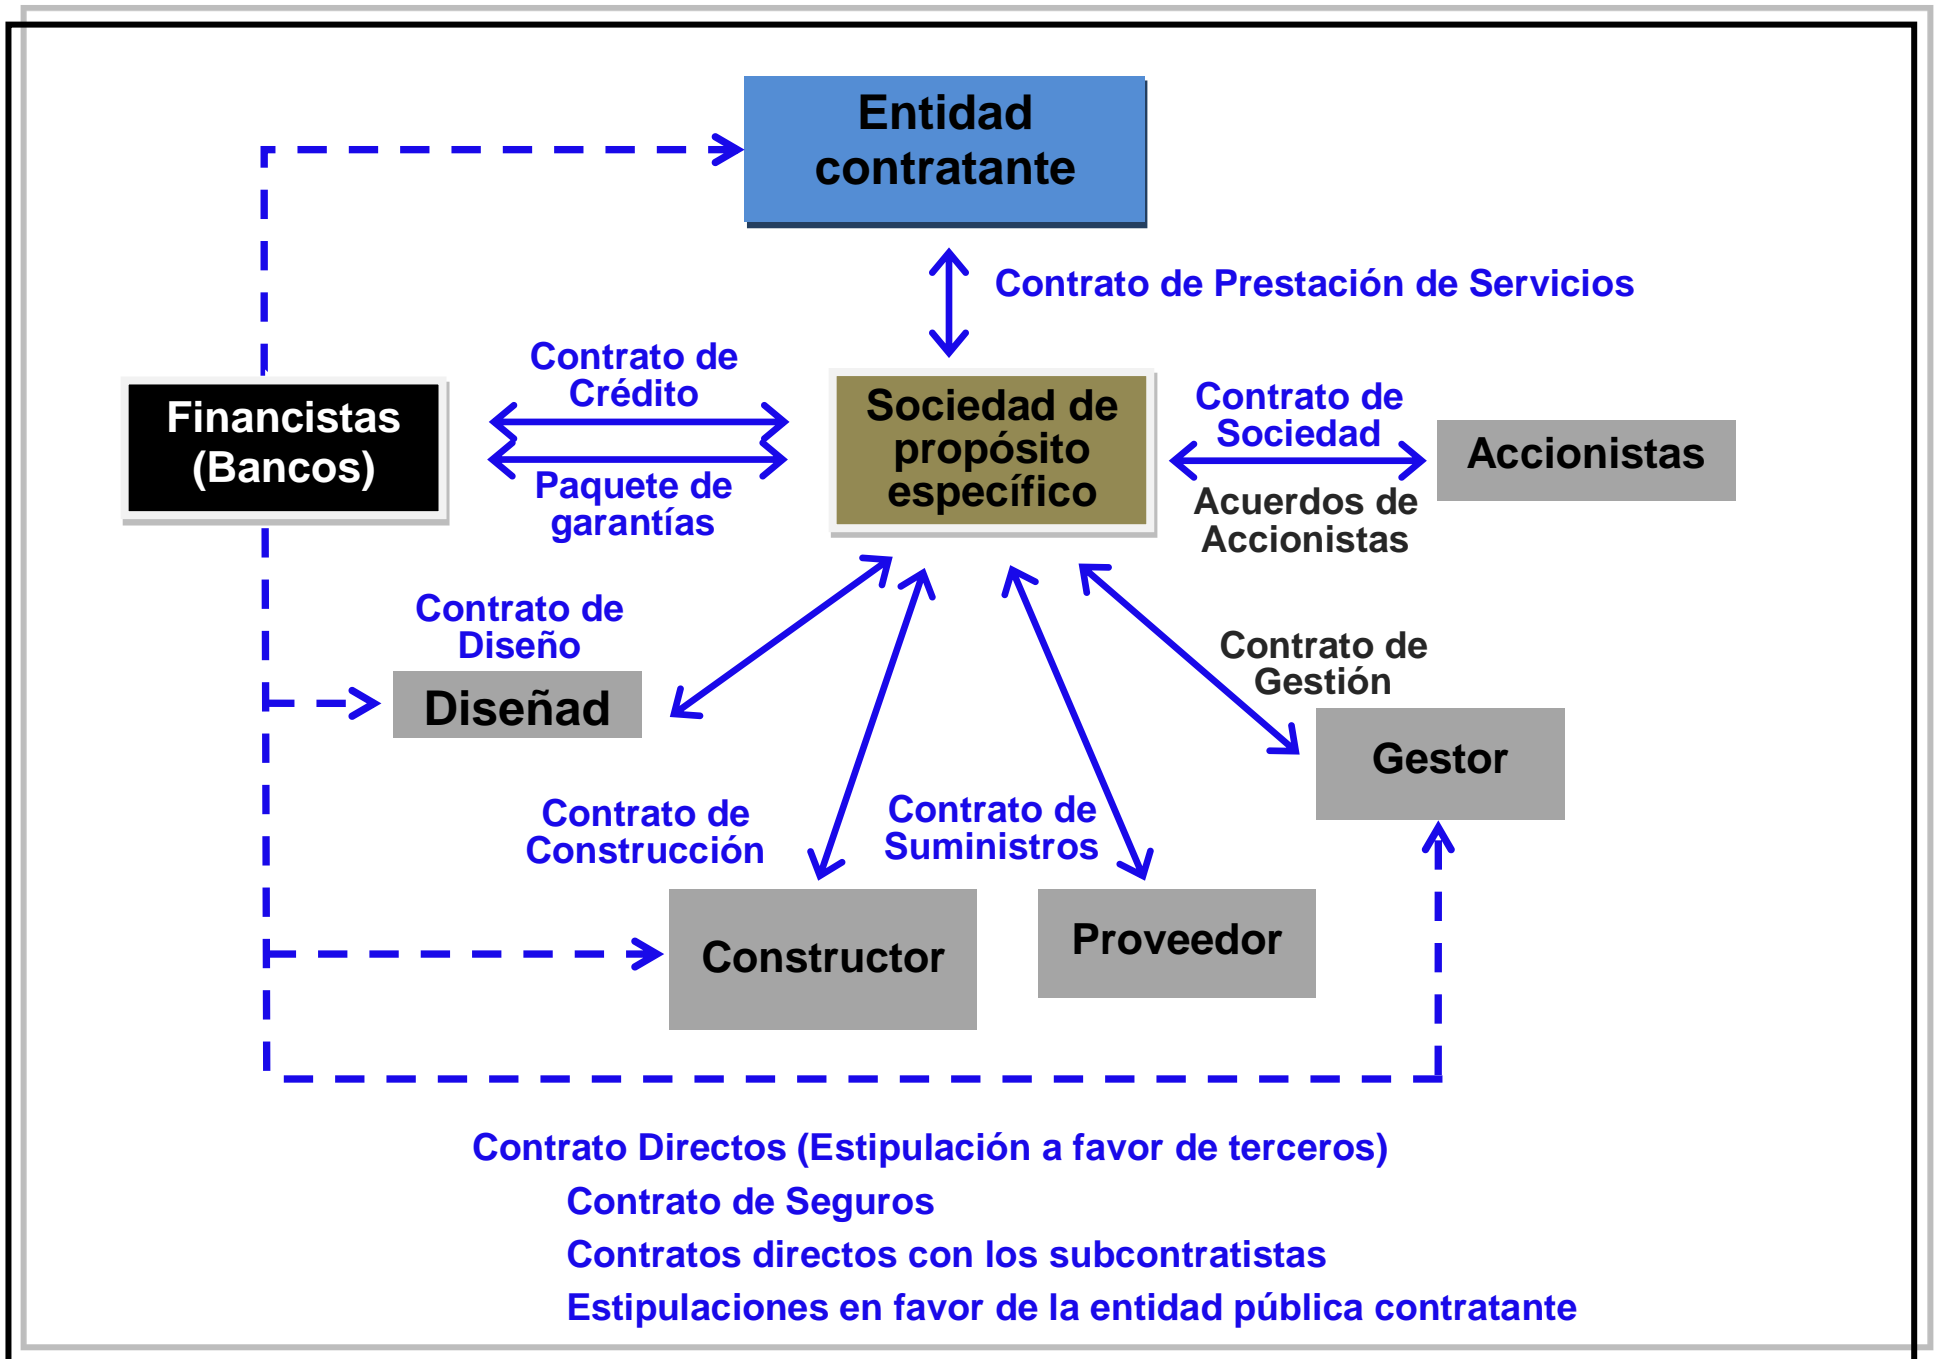 Entidad
contratante
Contrato de Prestación de Servicios
Contrato de
Crédito
Financistas
(Bancos)
Paquete de
garantías
Sociedad de
propósito
específico
Contrato de
Sociedad
Accionistas
Acuerdos de
Accionistas
Contrato de
Diseño
Diseñad
Contrato de
Gestión
Gestor
Contrato de
Construcción
Contrato de
Suministros
Constructor
Proveedor
Contrato Directos (Estipulación a favor de terceros)
Contrato de Seguros
Contratos directos con los subcontratistas
Estipulaciones en favor de la entidad pública contratante